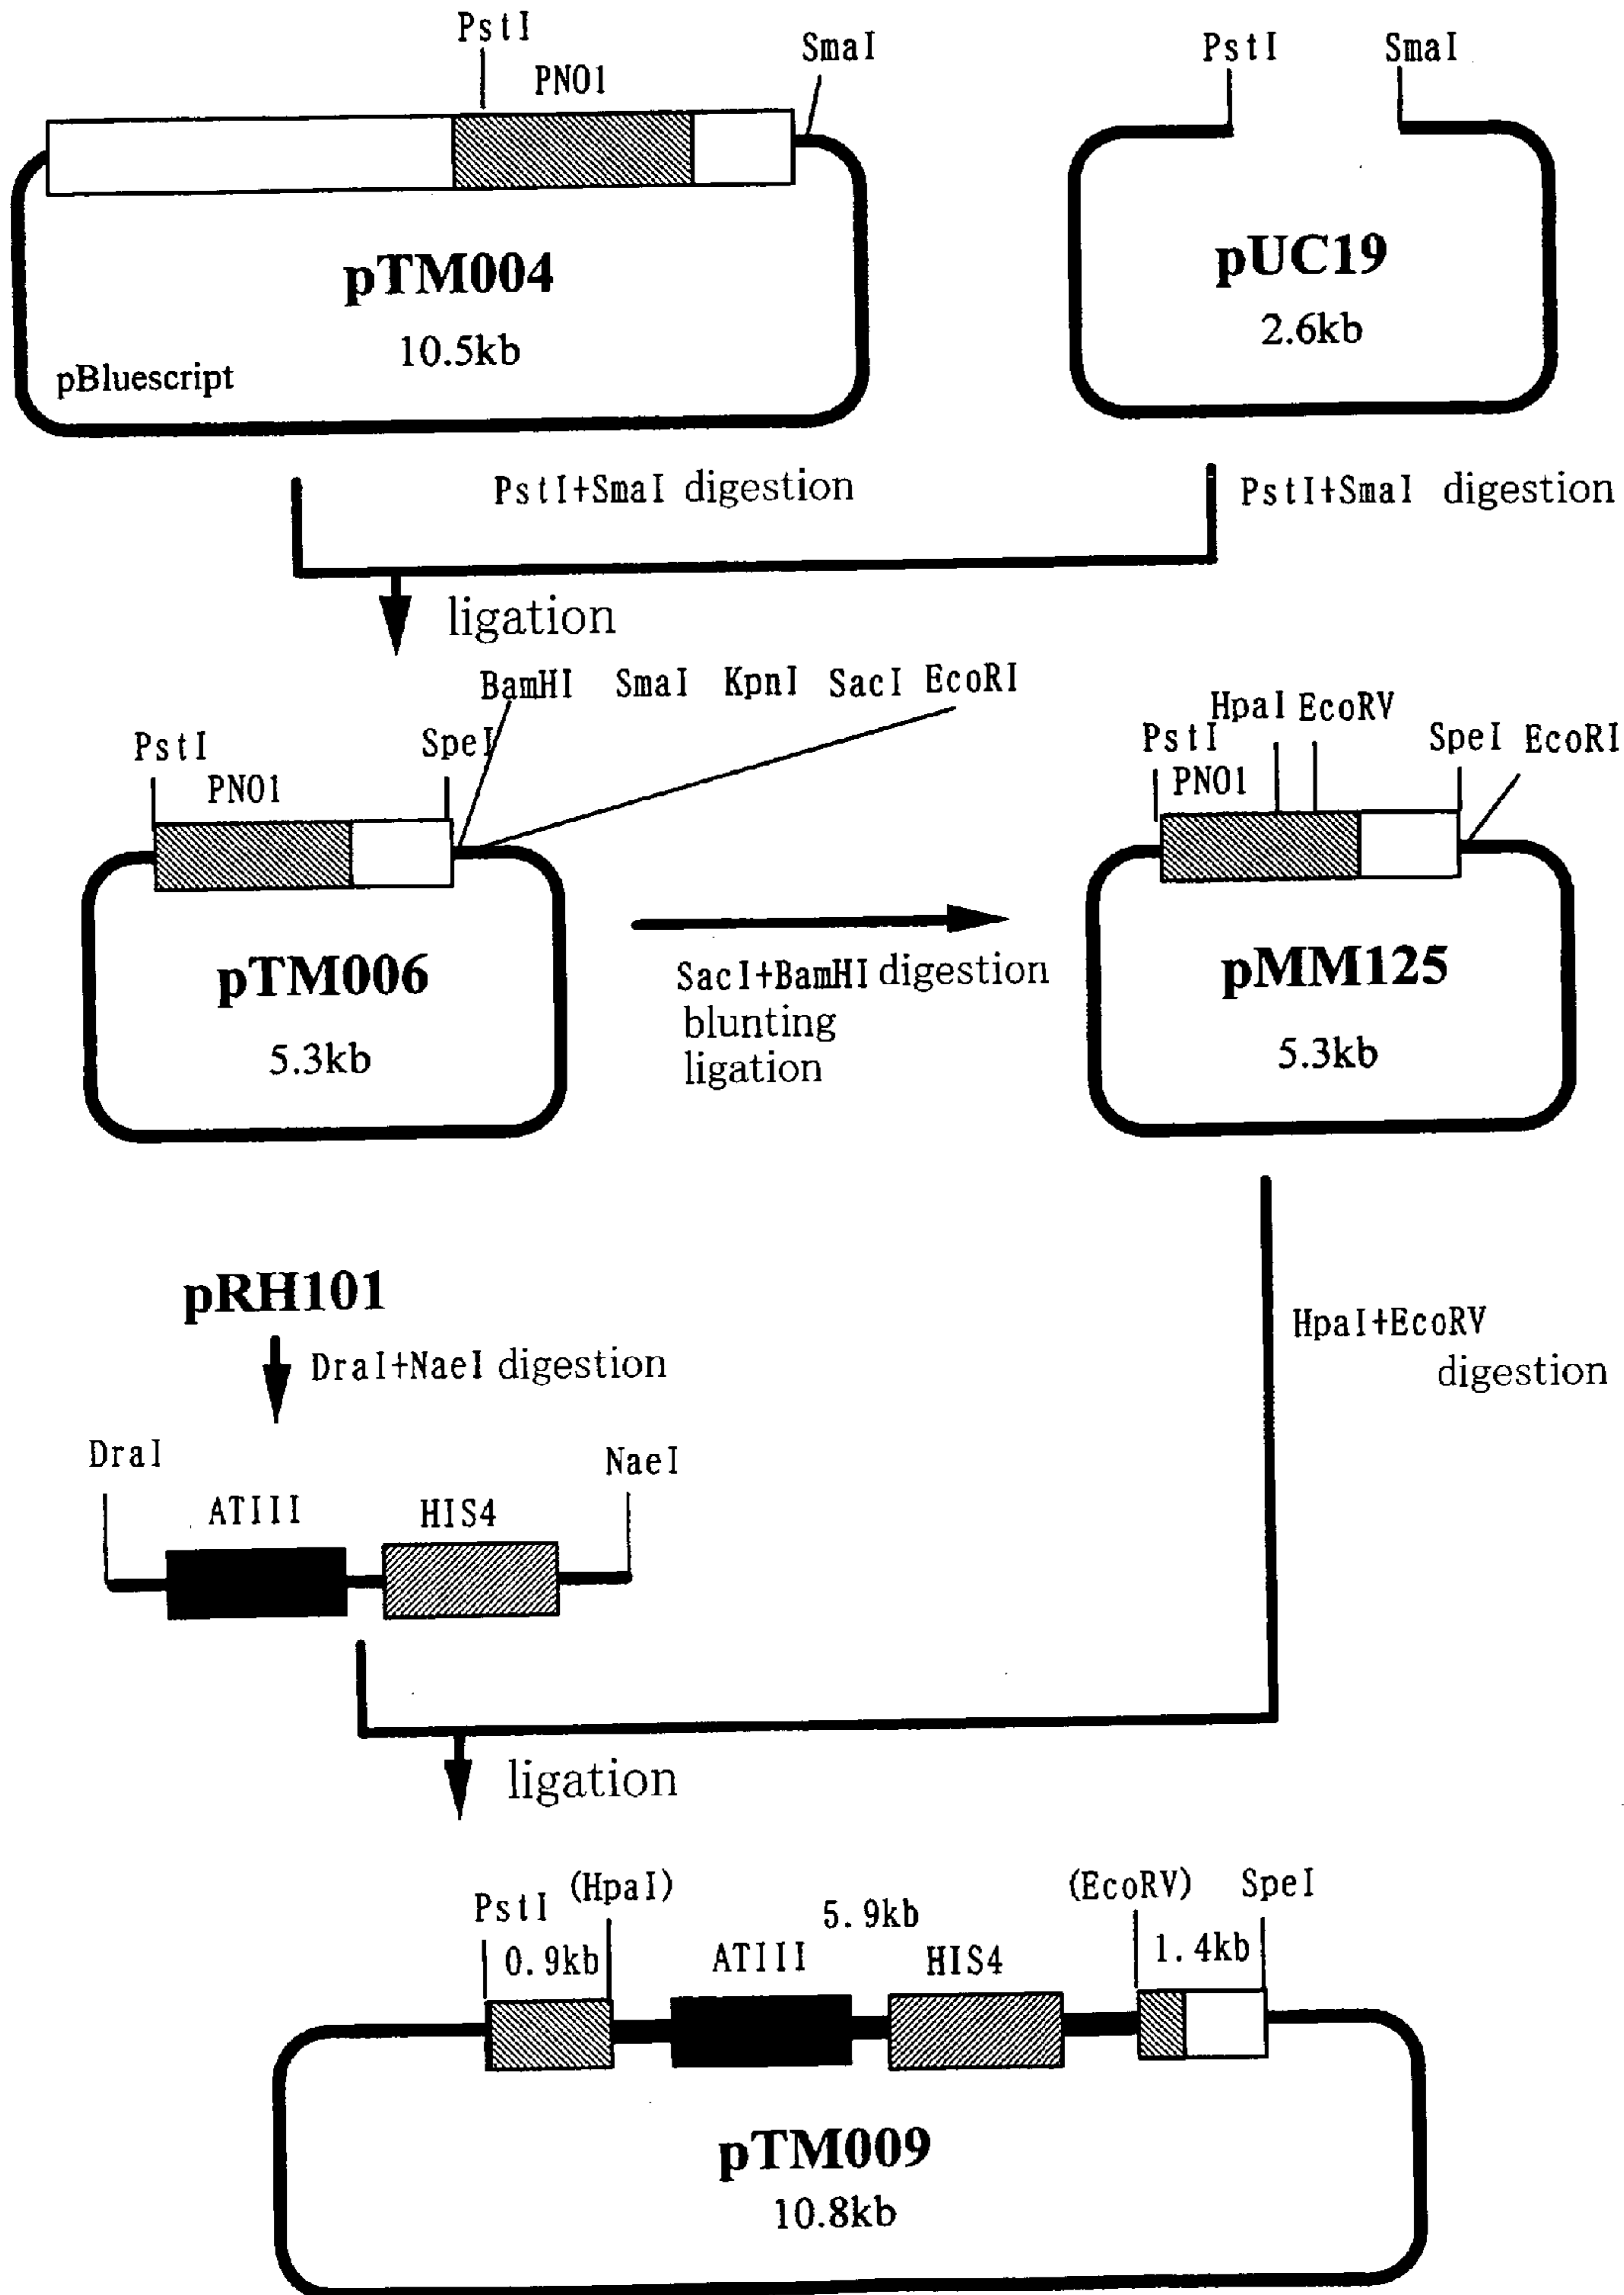 PstI
PNO1
SmaI
pTM004
10.5kb
pBluescript
PstI
SmaI
pUC19
2.6kb
PstI+SmaI digestion
PstI+SmaI digestion
ligation
BamHI SmaI KpnI SacI EcoRI
PstI
SpeI
PNO1
pTM006
5.3kb
SacI+BamHI digestion
blunting
ligation
HpaI EcoRV
PstI
SpeI EcoRI
PNO1
pMM125
5.3kb
pRH101
DraI+NaeI digestion
HpaI+EcoRV
digestion
DraI
NaeI
ATIII
HIS4
ligation
PstI (HpaI)
5.9kb
(EcoRV) SpeI
0.9kb
ATIII
HIS4
1.4kb
pTM009
10.8kb